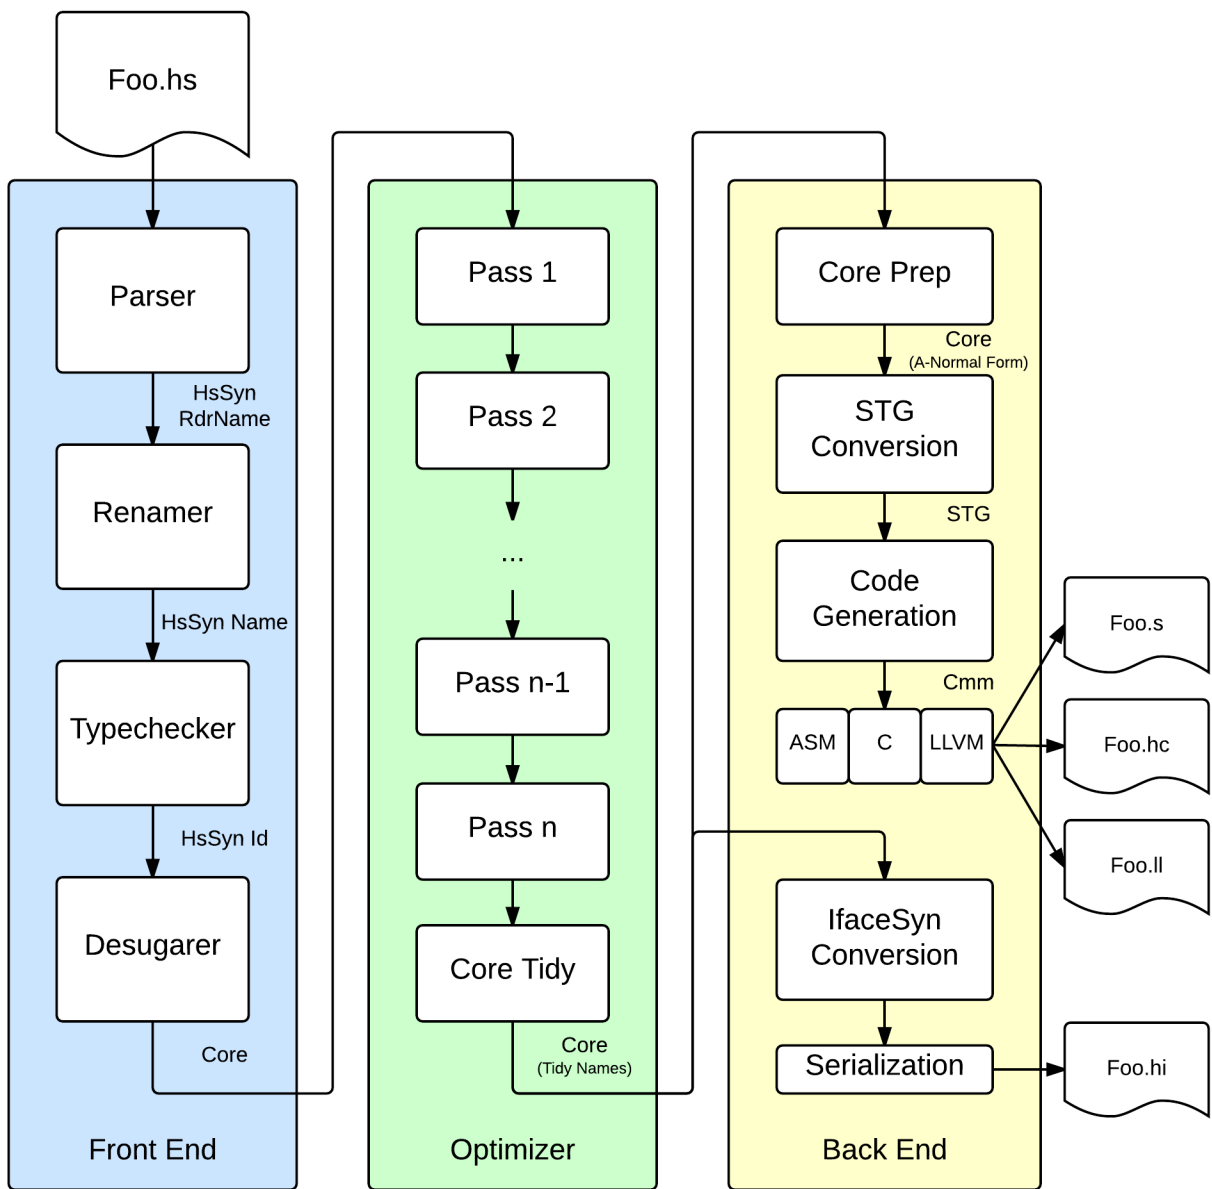 Foo.hs
Parser
HsSyn
RdrName
Renamer
HsSyn Name
Typechecker
HsSyn Id
Desugarer
Core
Front End
Pass 1
Pass 2
...
Pass n-1
Pass n
Core Tidy
Core
(Tidy Names)
Optimizer
Core Prep
Core
(A-Normal Form)
STG
Conversion
STG
Code
Generation
Cmm
ASM
C
LLVM
IfaceSyn
Conversion
Serialization
Back End
Foo.s
Foo.hc
Foo.ll
Foo.hi